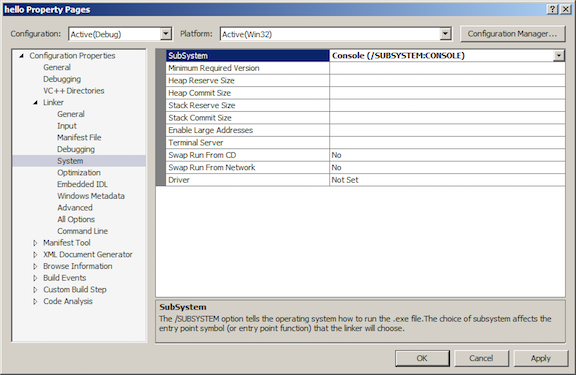 hello Property Pages
Configuration: Active(Debug) Platform: Active(Win32) Configuration Manager...
Configuration Properties
General
Debugging
VC++ Directories
Linker
General
Input
Manifest File
Debugging
System
Optimization
Embedded IDL
Windows Metadata
Advanced
All Options
Command Line
Manifest Tool
XML Document Generator
Browse Information
Build Events
Custom Build Step
Code Analysis
SubSystem Console (/SUBSYSTEM:CONSOLE)
Minimum Required Version
Heap Reserve Size
Heap Commit Size
Stack Reserve Size
Stack Commit Size
Enable Large Addresses
Terminal Server
Swap Run From CD No
Swap Run From Network No
Driver Not Set
SubSystem
The /SUBSYSTEM option tells the operating system how to run the .exe file.The choice of subsystem affects the
entry point symbol (or entry point function) that the linker will choose.
OK Cancel Apply